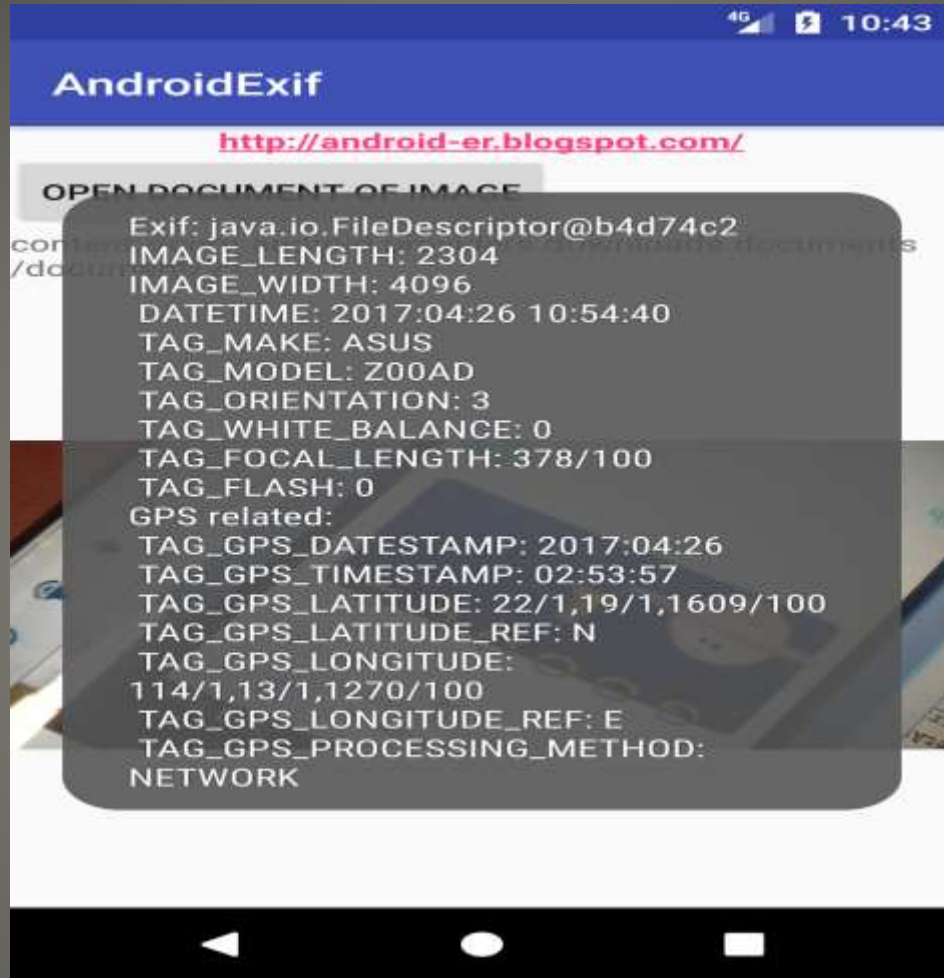 4G 10:43
AndroidExif
http://android-er.blogspot.com/
OPEN DOCUMENT OF IMAGE
Exif: java.io.FileDescriptor@b4d74c2
documents
IMAGE_LENGTH: 2304
IMAGE_WIDTH: 4096
DATETIME: 2017:04:26 10:54:40
TAG_MAKE: ASUS
TAG_MODEL: Z00AD
TAG_ORIENTATION: 3
TAG_WHITE_BALANCE: 0
TAG_FOCAL_LENGTH: 378/100
TAG_FLASH: 0
GPS related:
TAG_GPS_DATESTAMP: 2017:04:26
TAG_GPS_TIMESTAMP: 02:53:57
TAG_GPS_LATITUDE: 22/1,19/1,1609/100
TAG_GPS_LATITUDE_REF: N
TAG_GPS_LONGITUDE:
114/1,13/1,1270/100
TAG_GPS_LONGITUDE_REF: E
TAG_GPS_PROCESSING_METHOD:
NETWORK